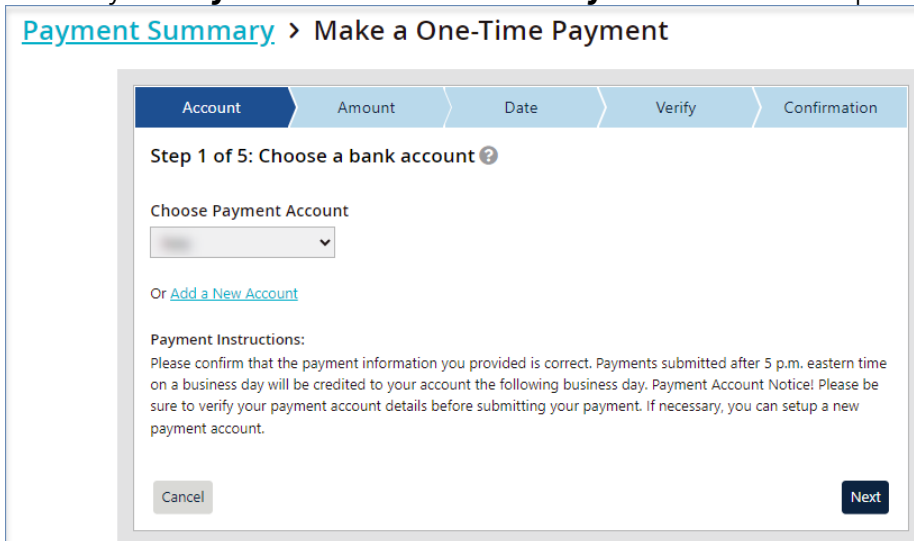 Payment Summary > Make a One-Time Payment
Account Amount Date Verify Confirmation
Step 1 of 5: Choose a bank account ?
Choose Payment Account
Or Add a New Account
Payment Instructions:
Please confirm that the payment information you provided is correct. Payments submitted after 5 p.m. eastern time
on a business day will be credited to your account the following business day. Payment Account Notice! Please be
sure to verify your payment account details before submitting your payment. If necessary, you can setup a new
payment account.
Cancel Next